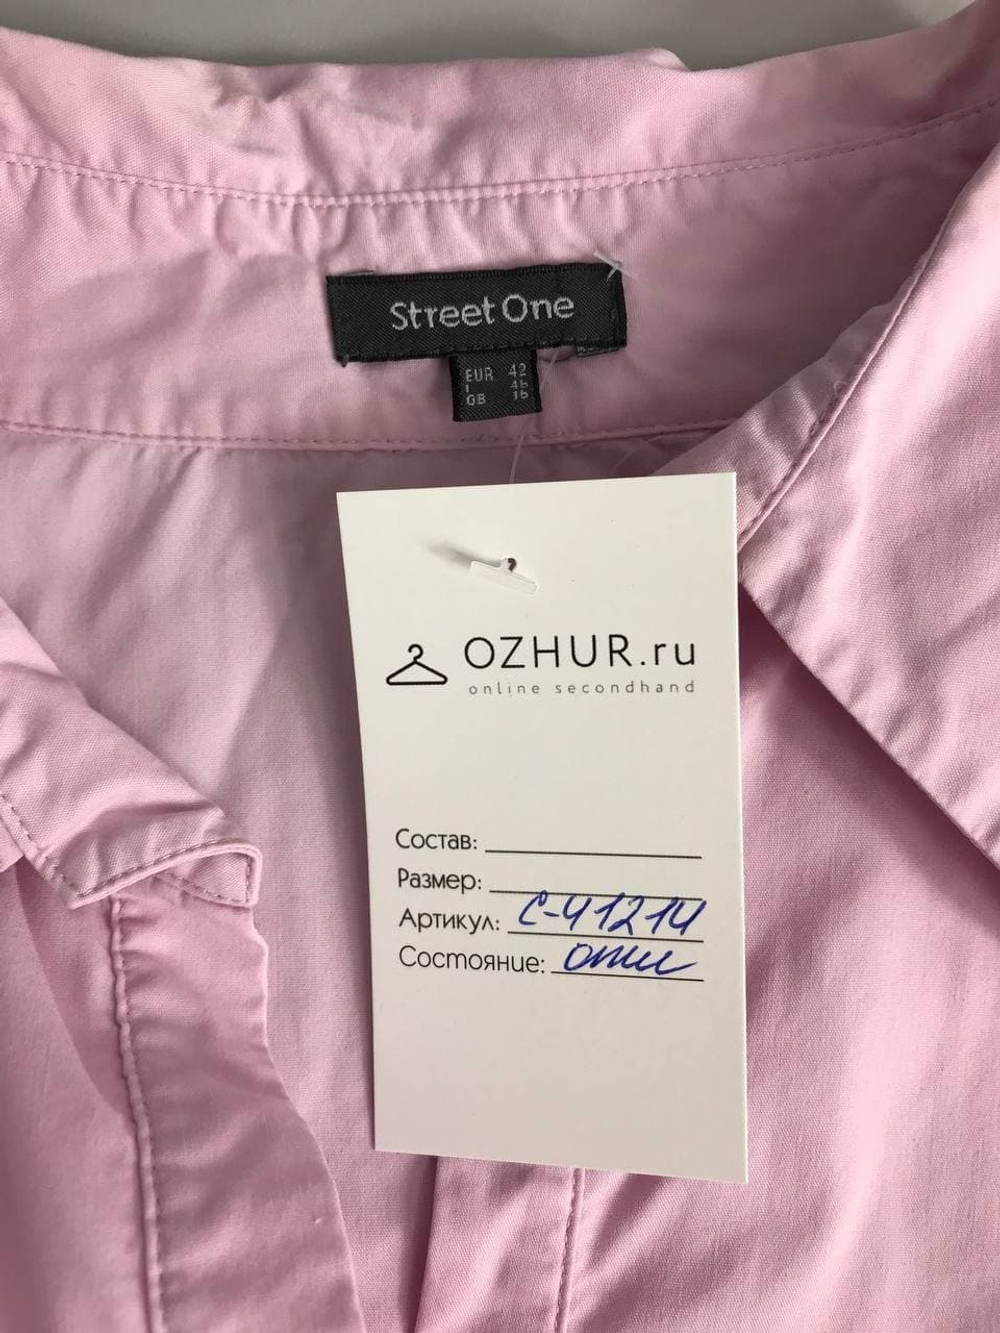 Street One
EUR 42
I 46
GB 16
OZHUR.ru
online secondhand
Состав:
Размер:
Артикул: С-41214
Состояние: отл